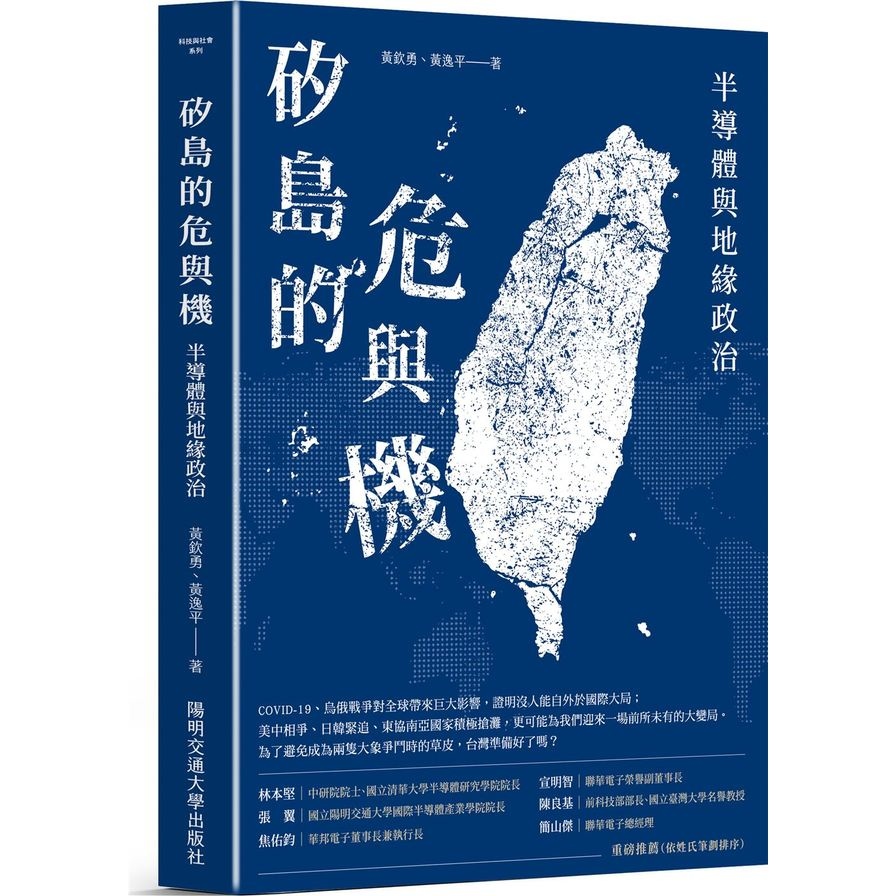 科技與社會
系列
矽島的危與機
半導體與地緣政治
黃欽勇、黃逸平──著
陽明交通大學出版社
黃欽勇、黃逸平──著
矽島的
危與機
半導體與地緣政治
COVID-19、烏俄戰爭對全球帶來巨大影響，證明沒人能自外於國際大局；
美中相爭、日韓緊追、東協南亞國家積極搶灘，更可能為我們迎來一場前所未有的大變局。
為了避免成為兩隻大象爭鬥時的草皮，台灣準備好了嗎？
林本堅｜中研院院士、國立清華大學半導體研究學院院長
張　翼｜國立陽明交通大學國際半導體產業學院院長
焦佑鈞｜華邦電子董事長兼執行長
宣明智｜聯華電子榮譽副董事長
陳良基｜前科技部部長、國立臺灣大學名譽教授
簡山傑｜聯華電子總經理
重磅推薦（依姓氏筆劃排序）